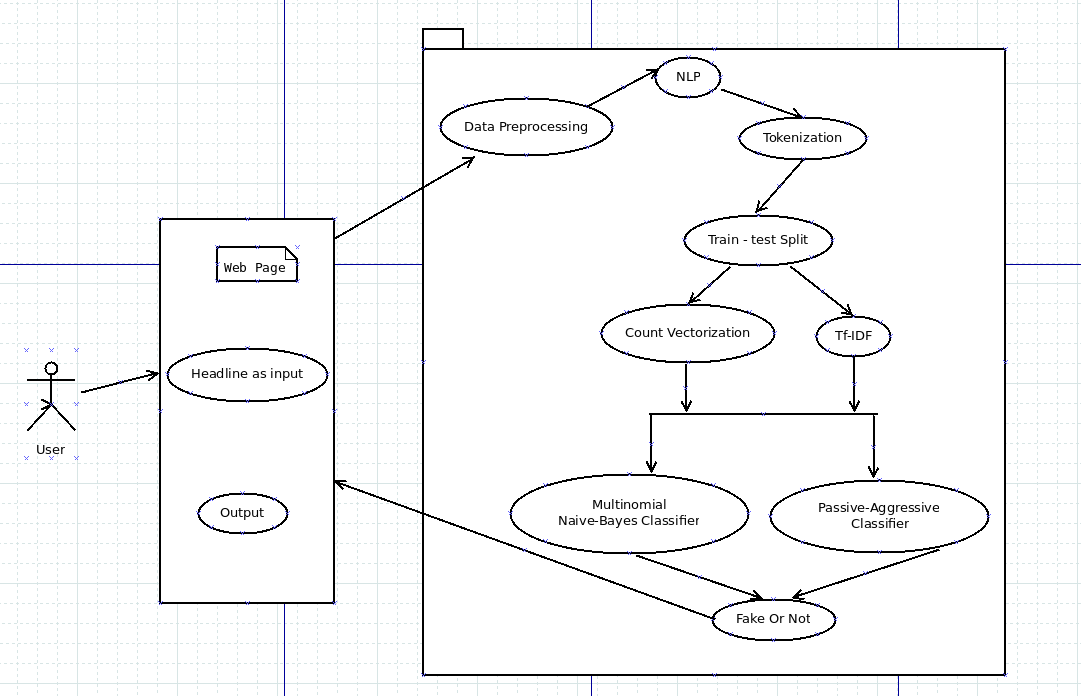 NLP
Data Preprocessing
Tokenization
Train - test Split
Web Page
Count Vectorization
Tf-IDF
Headline as input
User
Output
Multinomial
Naive-Bayes Classifier
Passive-Aggressive
Classifier
Fake Or Not